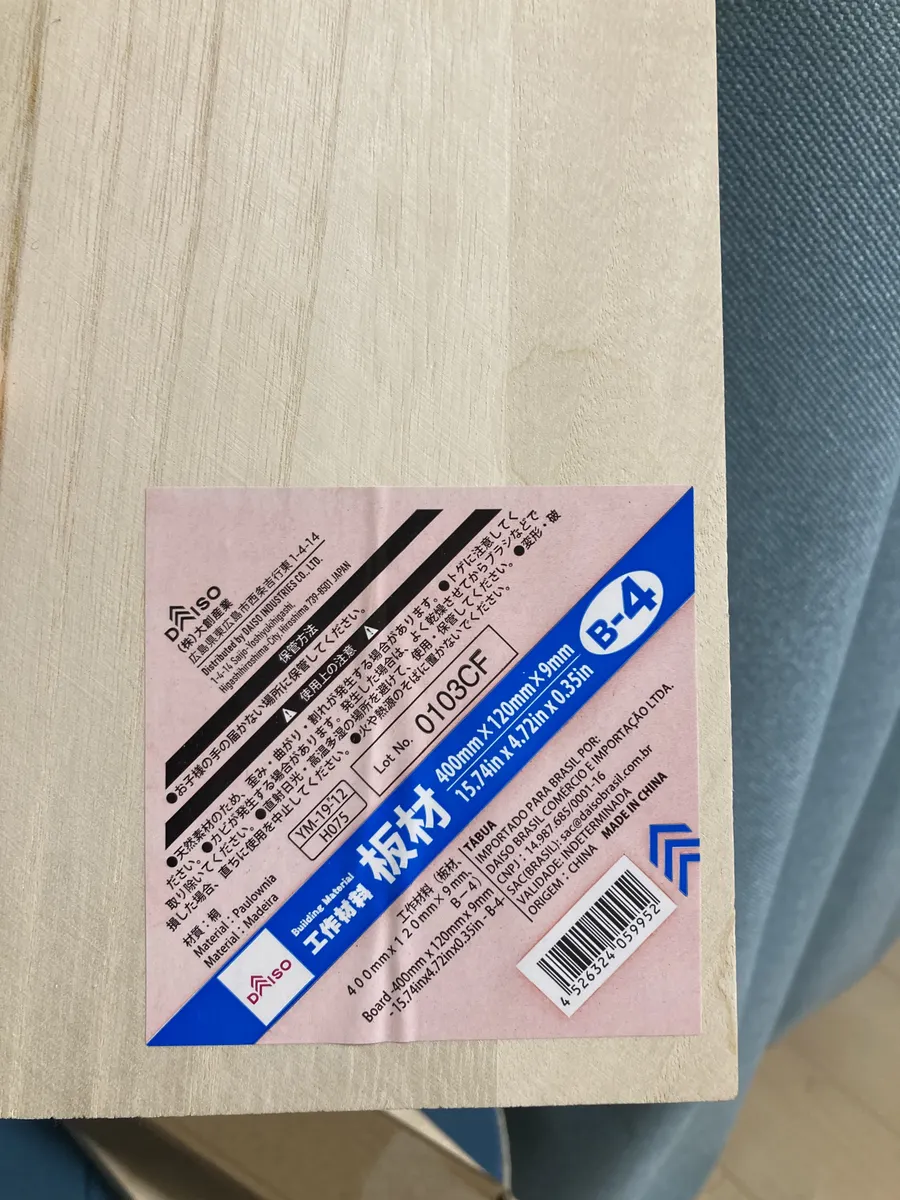 DAISO
(株)大創産業
広島県東広島市西条吉行東1-4-14
Distributed by DAISO INDUSTRIES CO., LTD.
1-4-14 Saijo-Yoshiyukihigashi,
Higashihiroshima-City, Hiroshima 739-8501 JAPAN
保管方法
●お子様の手の届かない場所に保管してください。
使用上の注意
●天然素材のため、歪み・曲がり・割れが発生する場合があります。●トゲに注意してく
ださい。●カビが発生する場合があります。発生した場合は、よく乾燥させてからブラシなどで
取り除いてください。●直射日光・高温多湿の場所を避けて、使用・保管してください。●変形・破
損した場合、直ちに使用を中止してください。●火や熱源のそばに置かないでください。
材質:桐
Material : Paulownia
Material : Madeira
YM-19-'12
H075
Lot No. 0103CF
DAISO
Building Material
工作材料
板材
400mm×120mm×9mm
15.74in x 4.72in x 0.35in
B-4
工作材料(板材、
400mm×120mm×9mm、
B-4)
TÁBUA
Board-400mm x 120mm x 9mm
-15.74inx4.72inx0.35in- B-4-
IMPORTADO PARA BRASIL POR:
DAISO BRASIL COMÉRCIO E IMPORTAÇÃO LTDA.
CNPJ : 14.987.685/0001-16
SAC(BRASIL):sac@daisobrasil.com.br
VALIDADE: INDETERMINADA
ORIGEM : CHINA
MADE IN CHINA
4 526324 059952